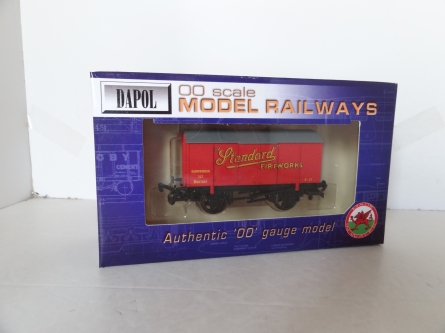 DAPOL
OO scale
MODEL RAILWAYS
Standard
FIREWORKS
Authentic 'OO' gauge model